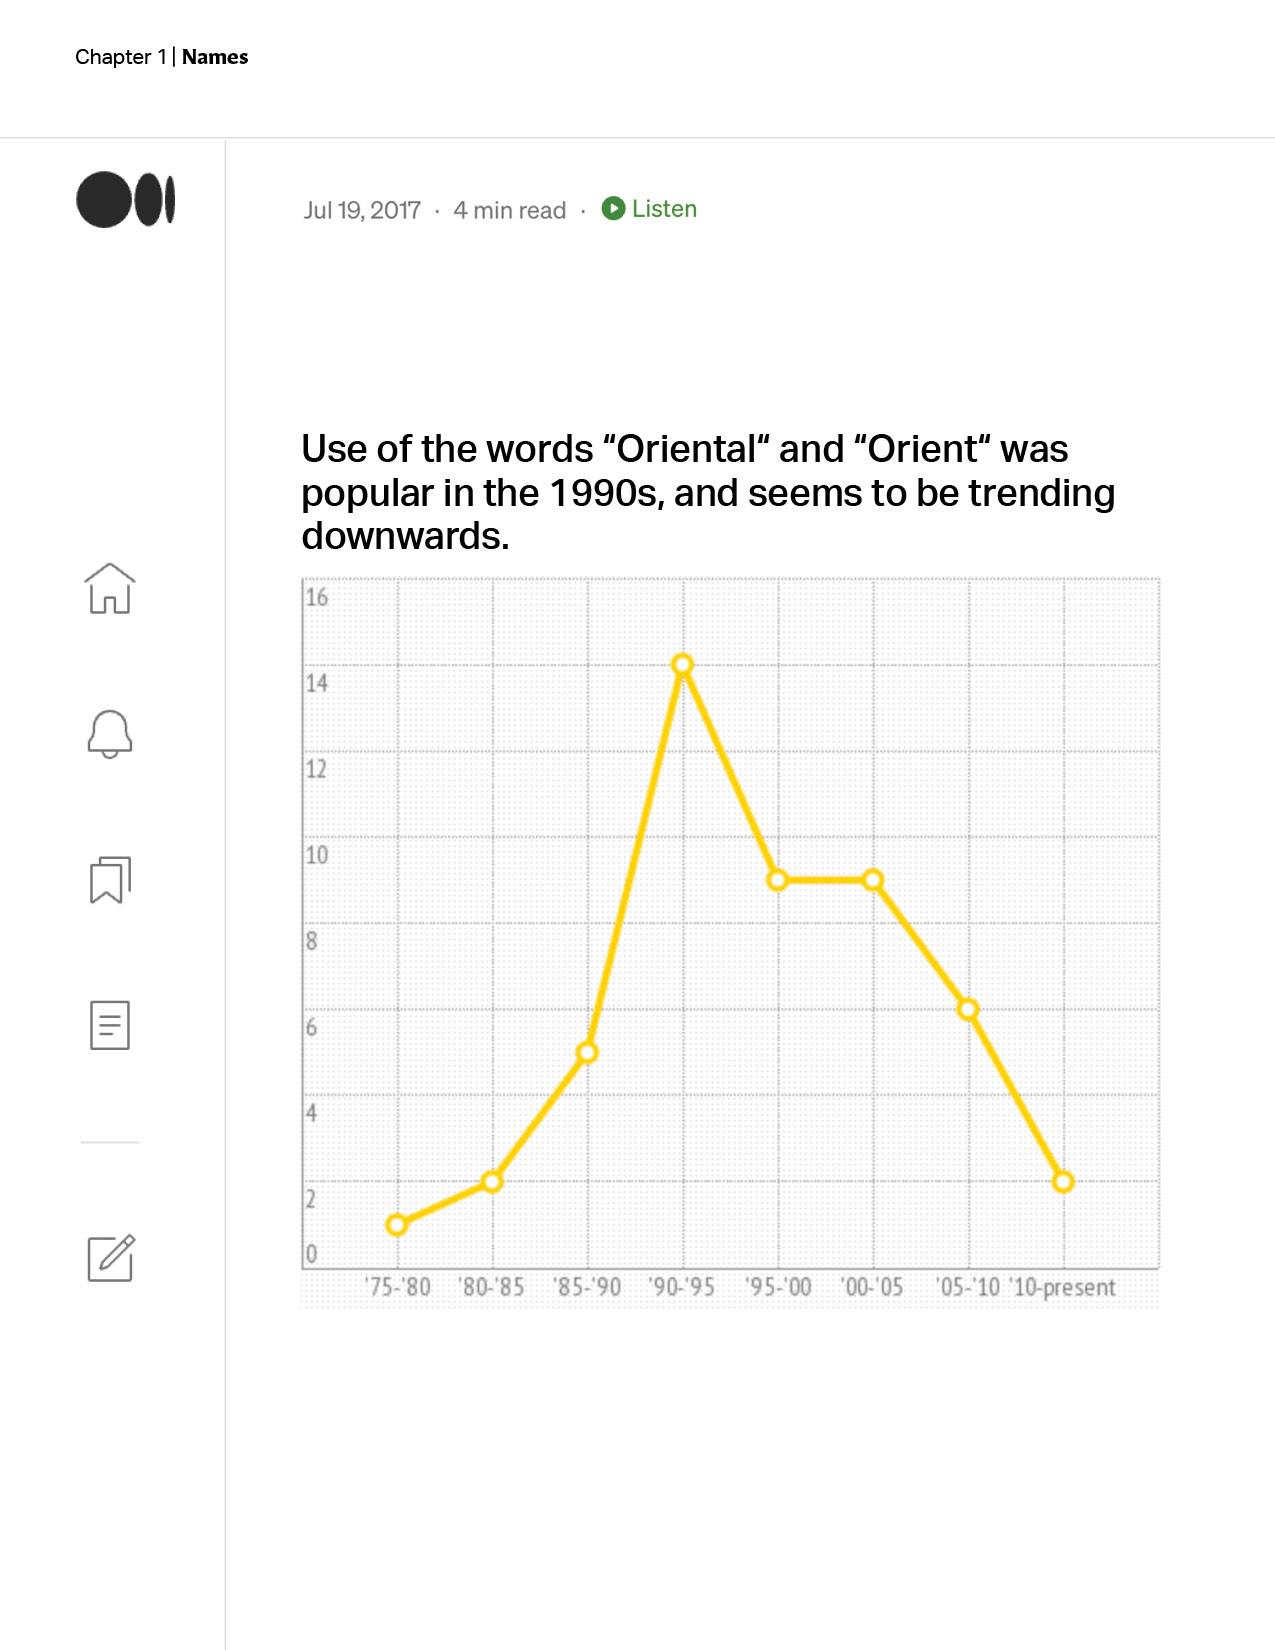 Chapter 1 | Names
Jul 19, 2017 · 4 min read · Listen
Use of the words “Oriental“ and “Orient“ was
popular in the 1990s, and seems to be trending
downwards.
16
14
12
10
8
6
4
2
0
'75-'80 '80-'85 '85-'90 '90-'95 '95-'00 '00-'05 '05-'10 '10-present